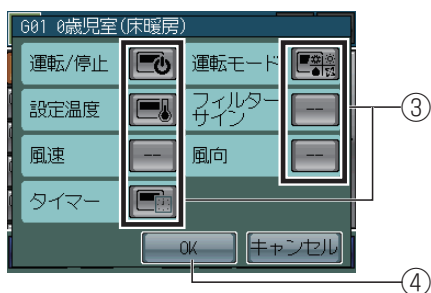 G01 0歳児室(床暖房)
運転/停止
運転モード
設定温度
フィルター
サイン
--
風速
--
風向
--
タイマー
③
OK
キャンセル
④